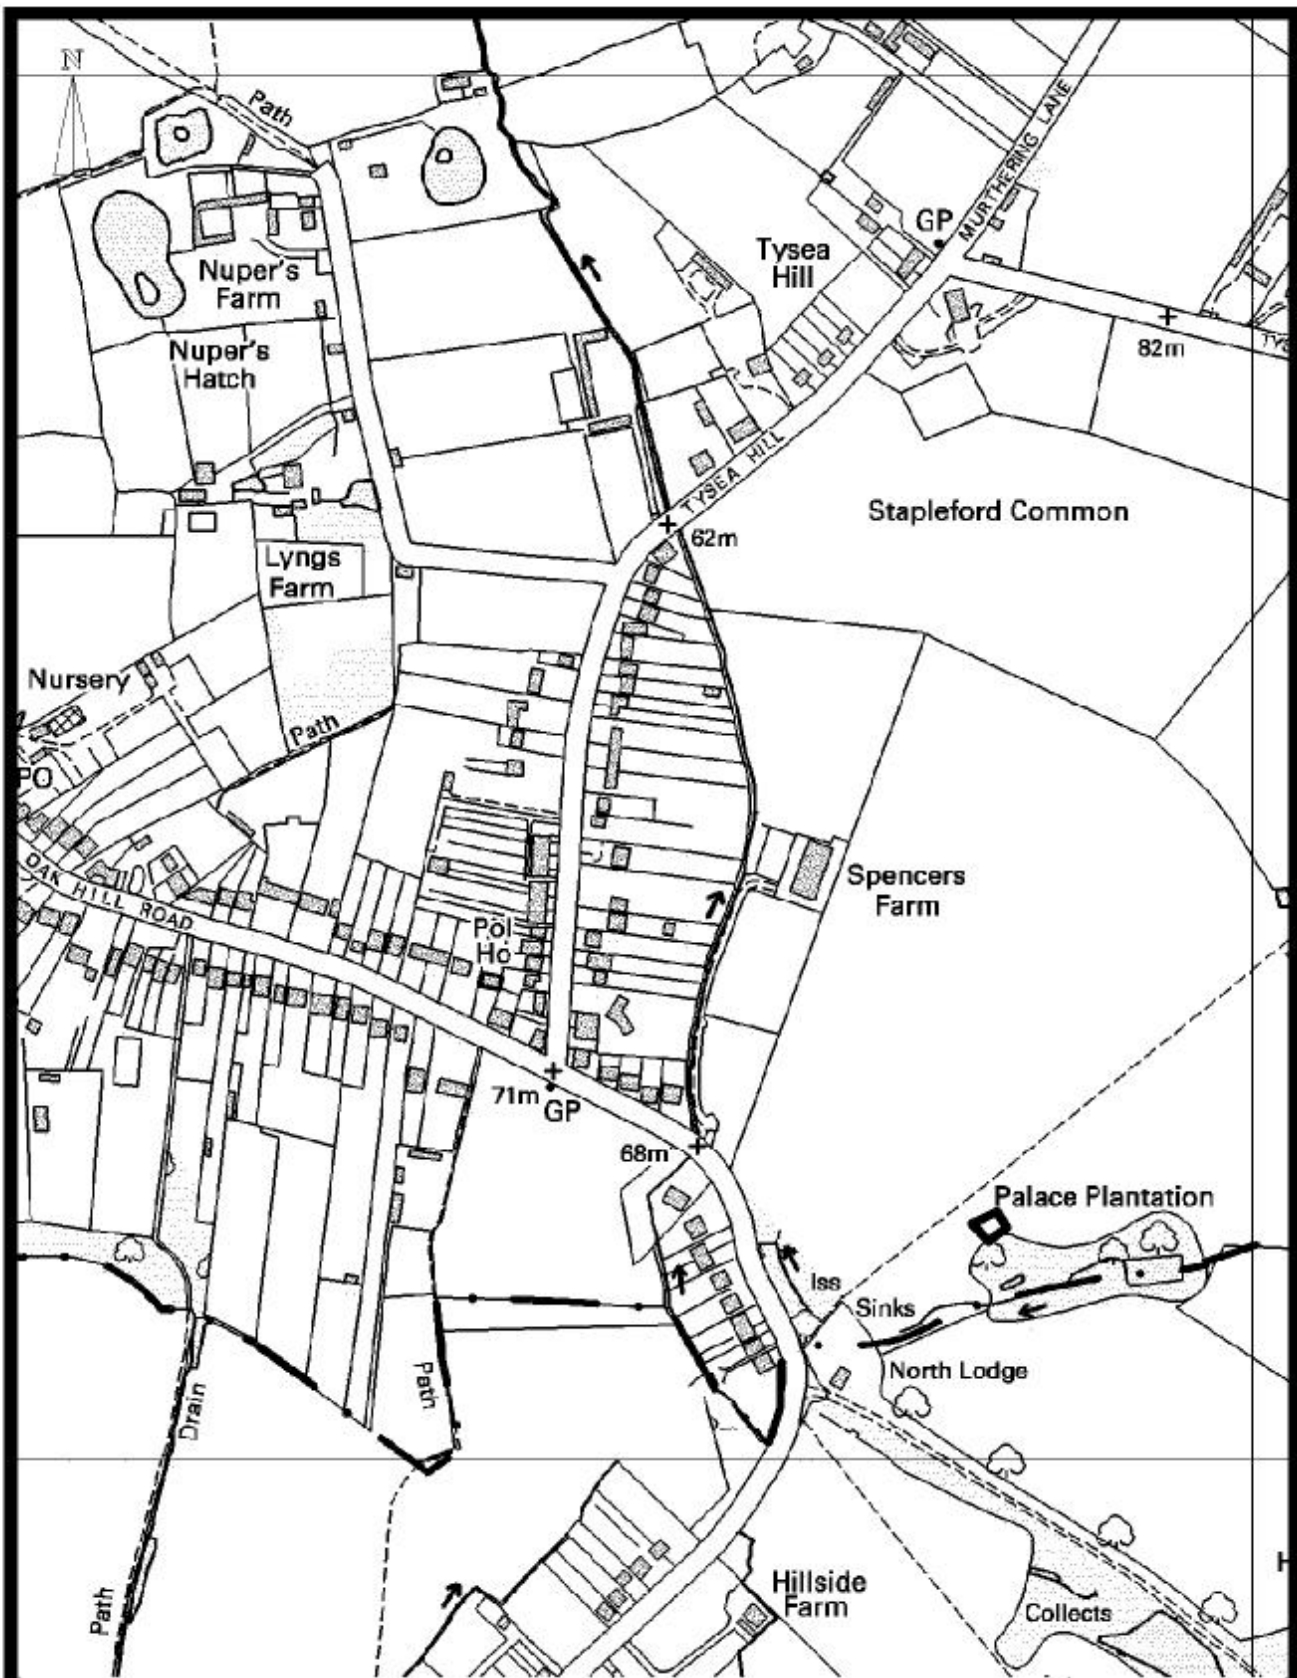 N
Path
MURTHERING LANE
GP
Tysea
Hill
Nuper's
Farm
82m
Nuper's
Hatch
TYSEA HILL
Stapleford Common
62m
Lyngs
Farm
Nursery
Path
PO
OAK HILL ROAD
Spencers
Farm
Pol
Ho
71m
GP
68m
Palace Plantation
Iss
Sinks
North Lodge
Path
Drain
Hillside
Farm
Collects
Path